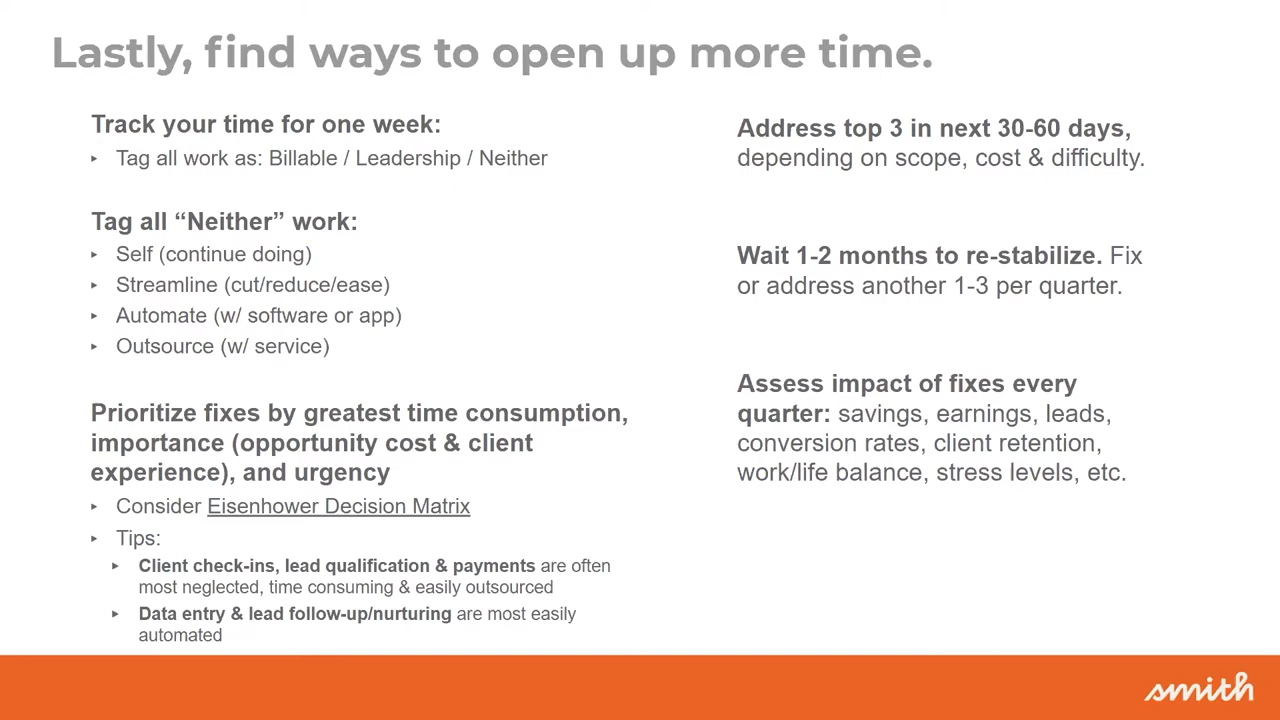 Lastly, find ways to open up more time.
Track your time for one week:
‣ Tag all work as: Billable / Leadership / Neither
Tag all “Neither” work:
‣ Self (continue doing)
‣ Streamline (cut/reduce/ease)
‣ Automate (w/ software or app)
‣ Outsource (w/ service)
Prioritize fixes by greatest time consumption,
importance (opportunity cost & client
experience), and urgency
‣ Consider Eisenhower Decision Matrix
‣ Tips:
‣ Client check-ins, lead qualification & payments are often
most neglected, time consuming & easily outsourced
‣ Data entry & lead follow-up/nurturing are most easily
automated
Address top 3 in next 30-60 days,
depending on scope, cost & difficulty.
Wait 1-2 months to re-stabilize. Fix
or address another 1-3 per quarter.
Assess impact of fixes every
quarter: savings, earnings, leads,
conversion rates, client retention,
work/life balance, stress levels, etc.
smith